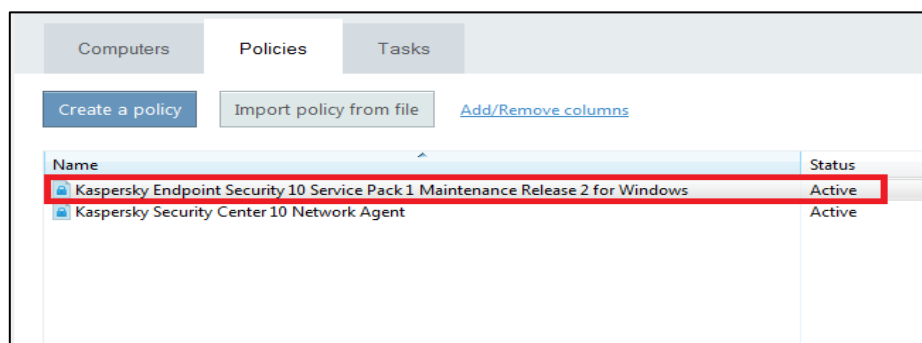 Computers Policies Tasks
Create a policy Import policy from file Add/Remove columns
Name Status
Kaspersky Endpoint Security 10 Service Pack 1 Maintenance Release 2 for Windows Active
Kaspersky Security Center 10 Network Agent Active